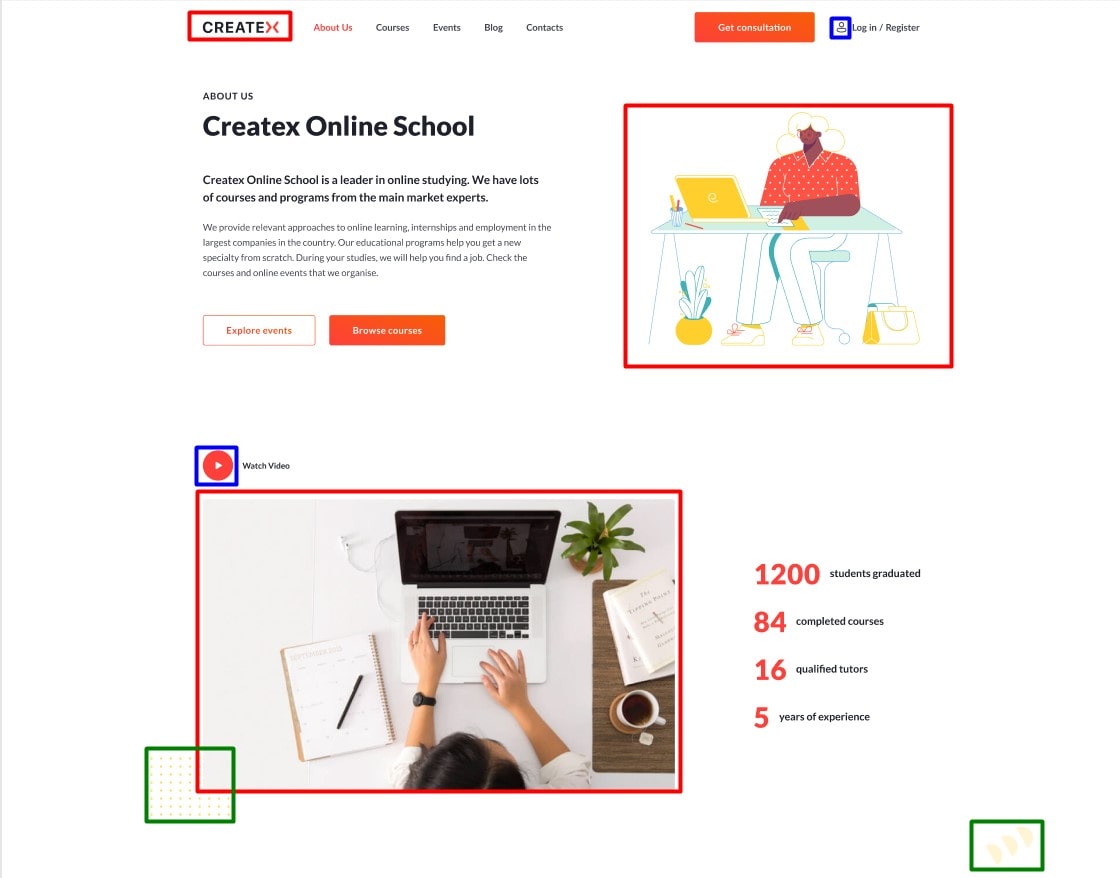 CREATEX
About Us
Courses
Events
Blog
Contacts
Get consultation
Log in / Register
ABOUT US
Createx Online School
Createx Online School is a leader in online studying. We have lots
of courses and programs from the main market experts.
We provide relevant approaches to online learning, internships and employment in the
largest companies in the country. Our educational programs help you get a new
specialty from scratch. During your studies, we will help you find a job. Check the
courses and online events that we organise.
Explore events
Browse courses
Watch Video
SEPTEMBER 2015
The
TIPPING POINT
1200 students graduated
84 completed courses
16 qualified tutors
5 years of experience